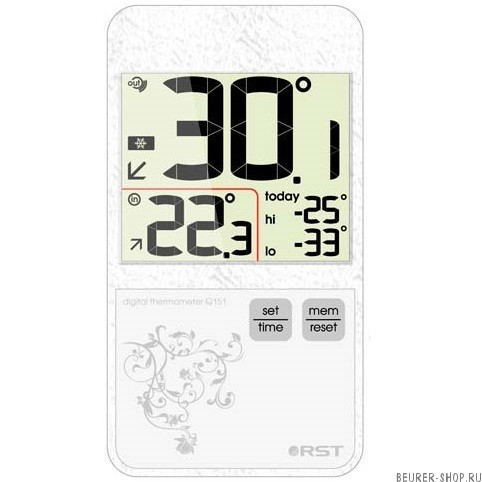 out
30.1°
in
22.3°
today
hi -25°
lo -33°
digital thermometer Q151
set
time
mem
reset
RST
BEURER-SHOP.RU